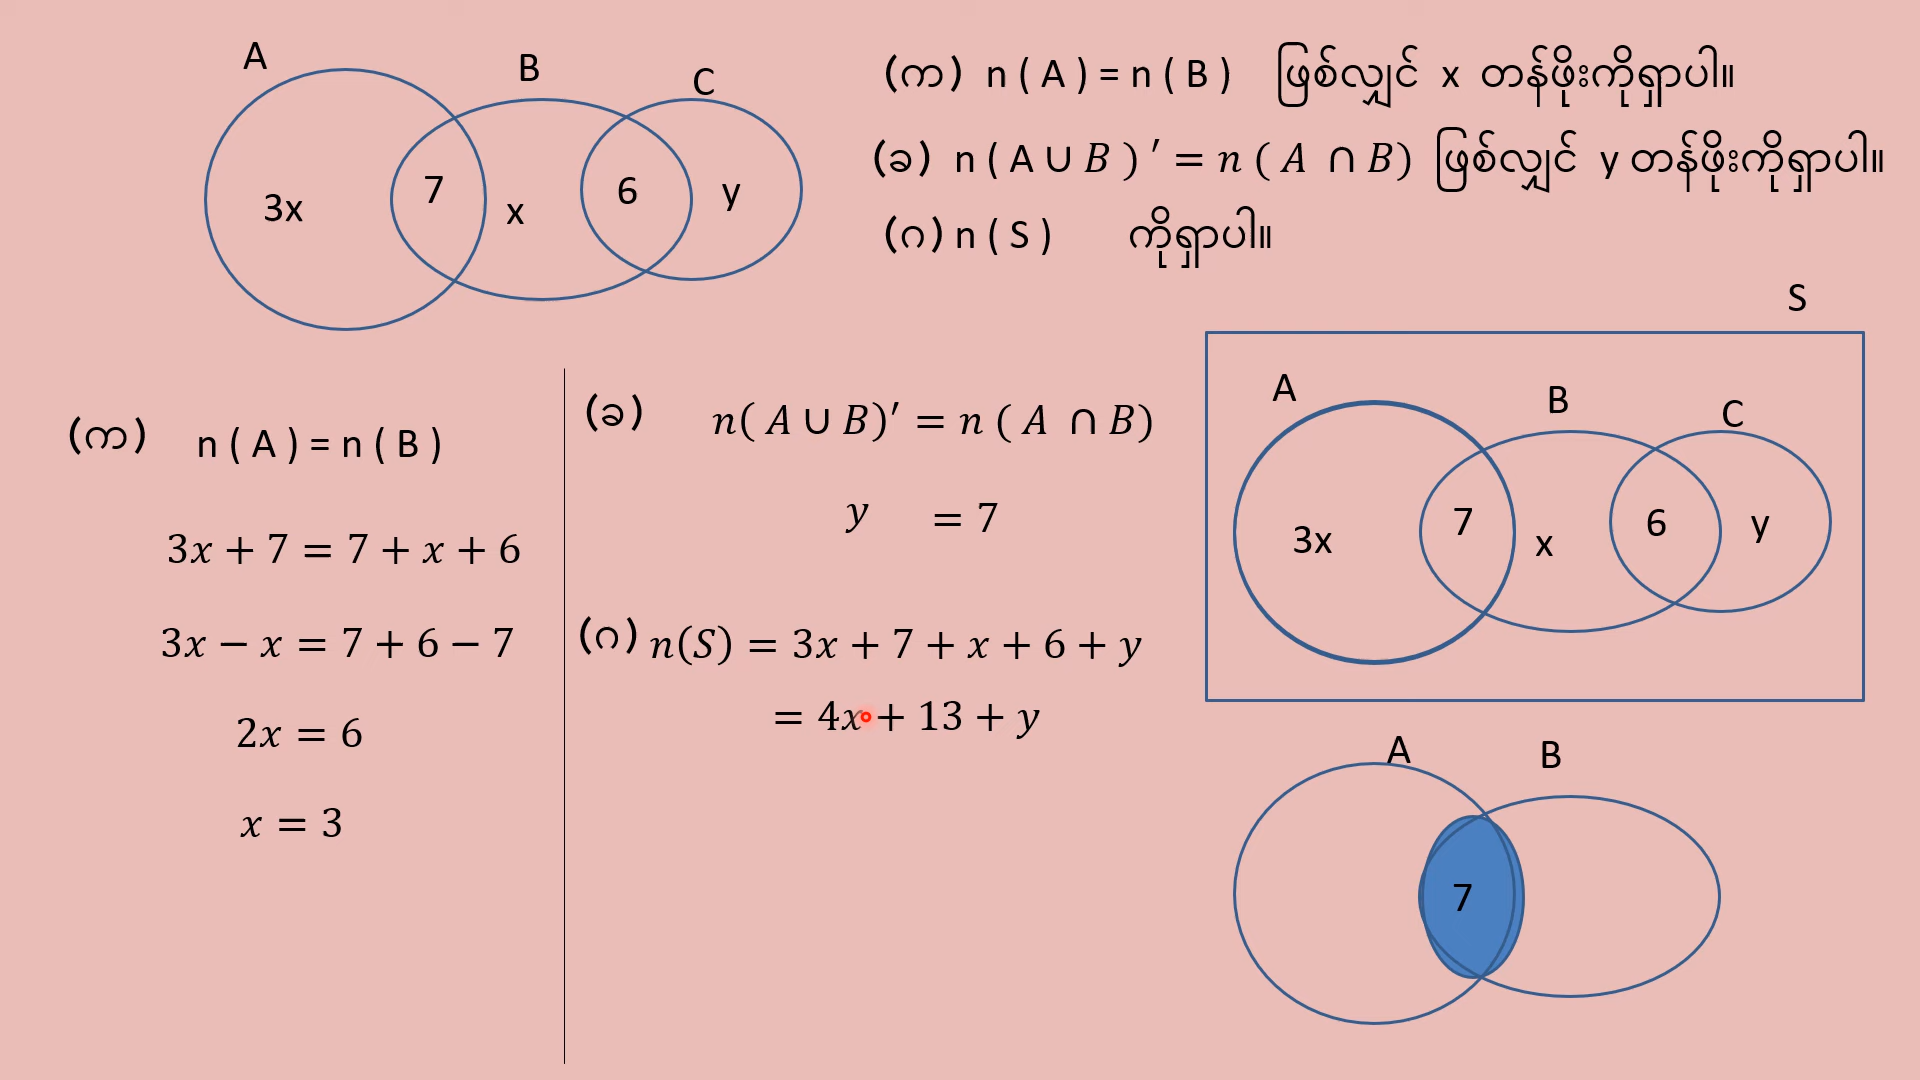 A
B
C
3x
7
x
6
y
(က) n ( A ) = n ( B ) ဖြစ်လျှင် x တန်ဖိုးကိုရှာပါ။
(ခ) n ( A ∪ B ) ′ = n ( A ∩ B) ဖြစ်လျှင် y တန်ဖိုးကိုရှာပါ။
(ဂ) n ( S ) ကိုရှာပါ။
(က) n ( A ) = n ( B )
3x + 7 = 7 + x + 6
3x − x = 7 + 6 − 7
2x = 6
x = 3
(ခ) n( A ∪ B)′ = n ( A ∩ B)
y = 7
(ဂ) n(S) = 3x + 7 + x + 6 + y
= 4x + 13 + y
S
A
B
C
3x
7
x
6
y
A
B
7